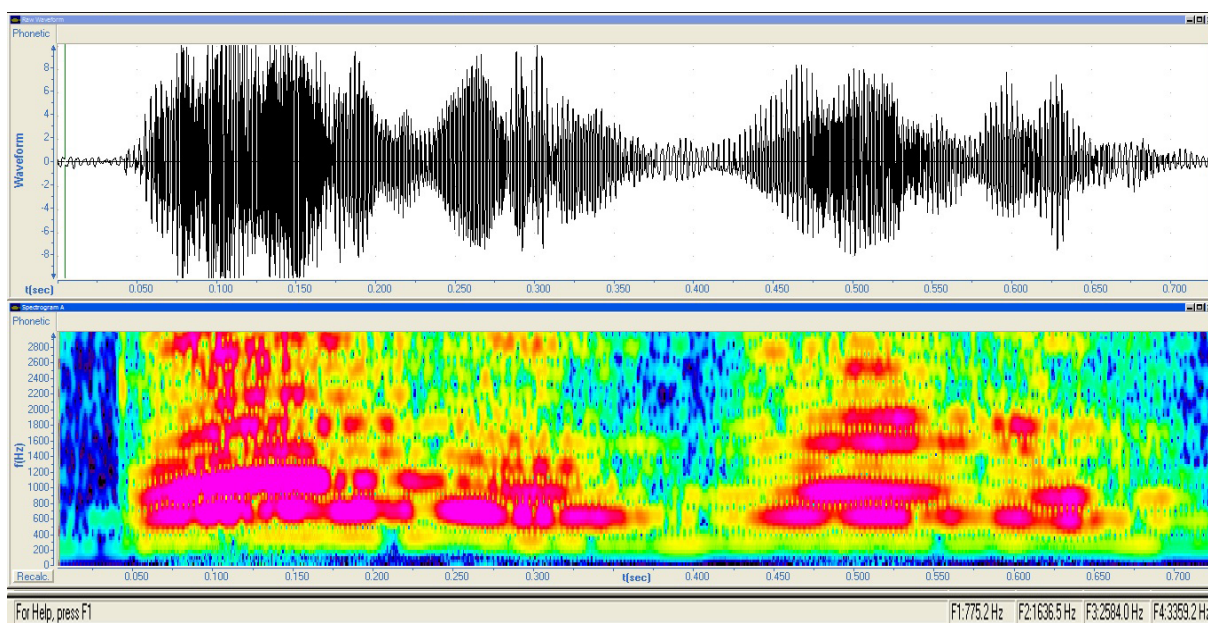 Raw Waveform
Phonetic
Waveform
8
6
4
2
0
-2
-4
-6
-8
t(sec)
0.050 0.100 0.150 0.200 0.250 0.300 0.350 0.400 0.450 0.500 0.550 0.600 0.650 0.700
Spectrogram A
Phonetic
f(Hz)
2800
2600
2400
2200
2000
1800
1600
1400
1200
1000
800
600
400
200
0
Recalc.
0.050 0.100 0.150 0.200 0.250 0.300 t(sec) 0.400 0.450 0.500 0.550 0.600 0.650 0.700
For Help, press F1 F1:775.2 Hz F2:1636.5 Hz F3:2584.0 Hz F4:3359.2 Hz